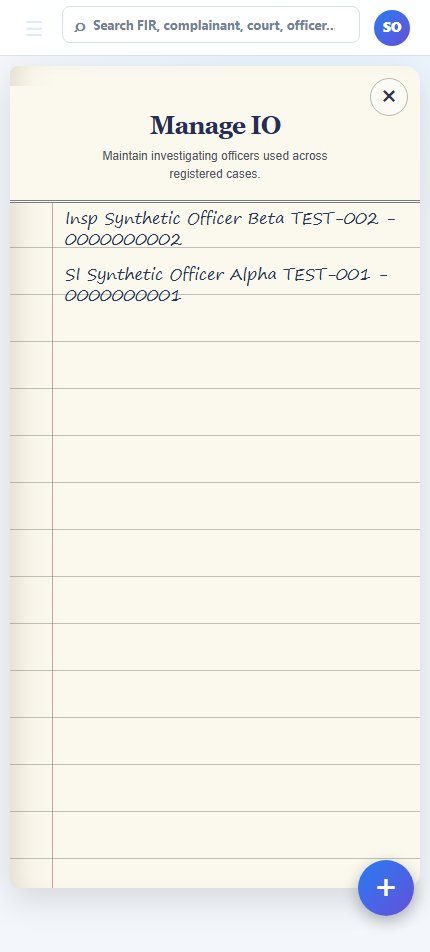 Search FIR, complainant, court, officer..
SO
Manage IO
Maintain investigating officers used across
registered cases.
Insp Synthetic Officer Beta TEST-002 -
0000000002
SI Synthetic Officer Alpha TEST-001 -
0000000001